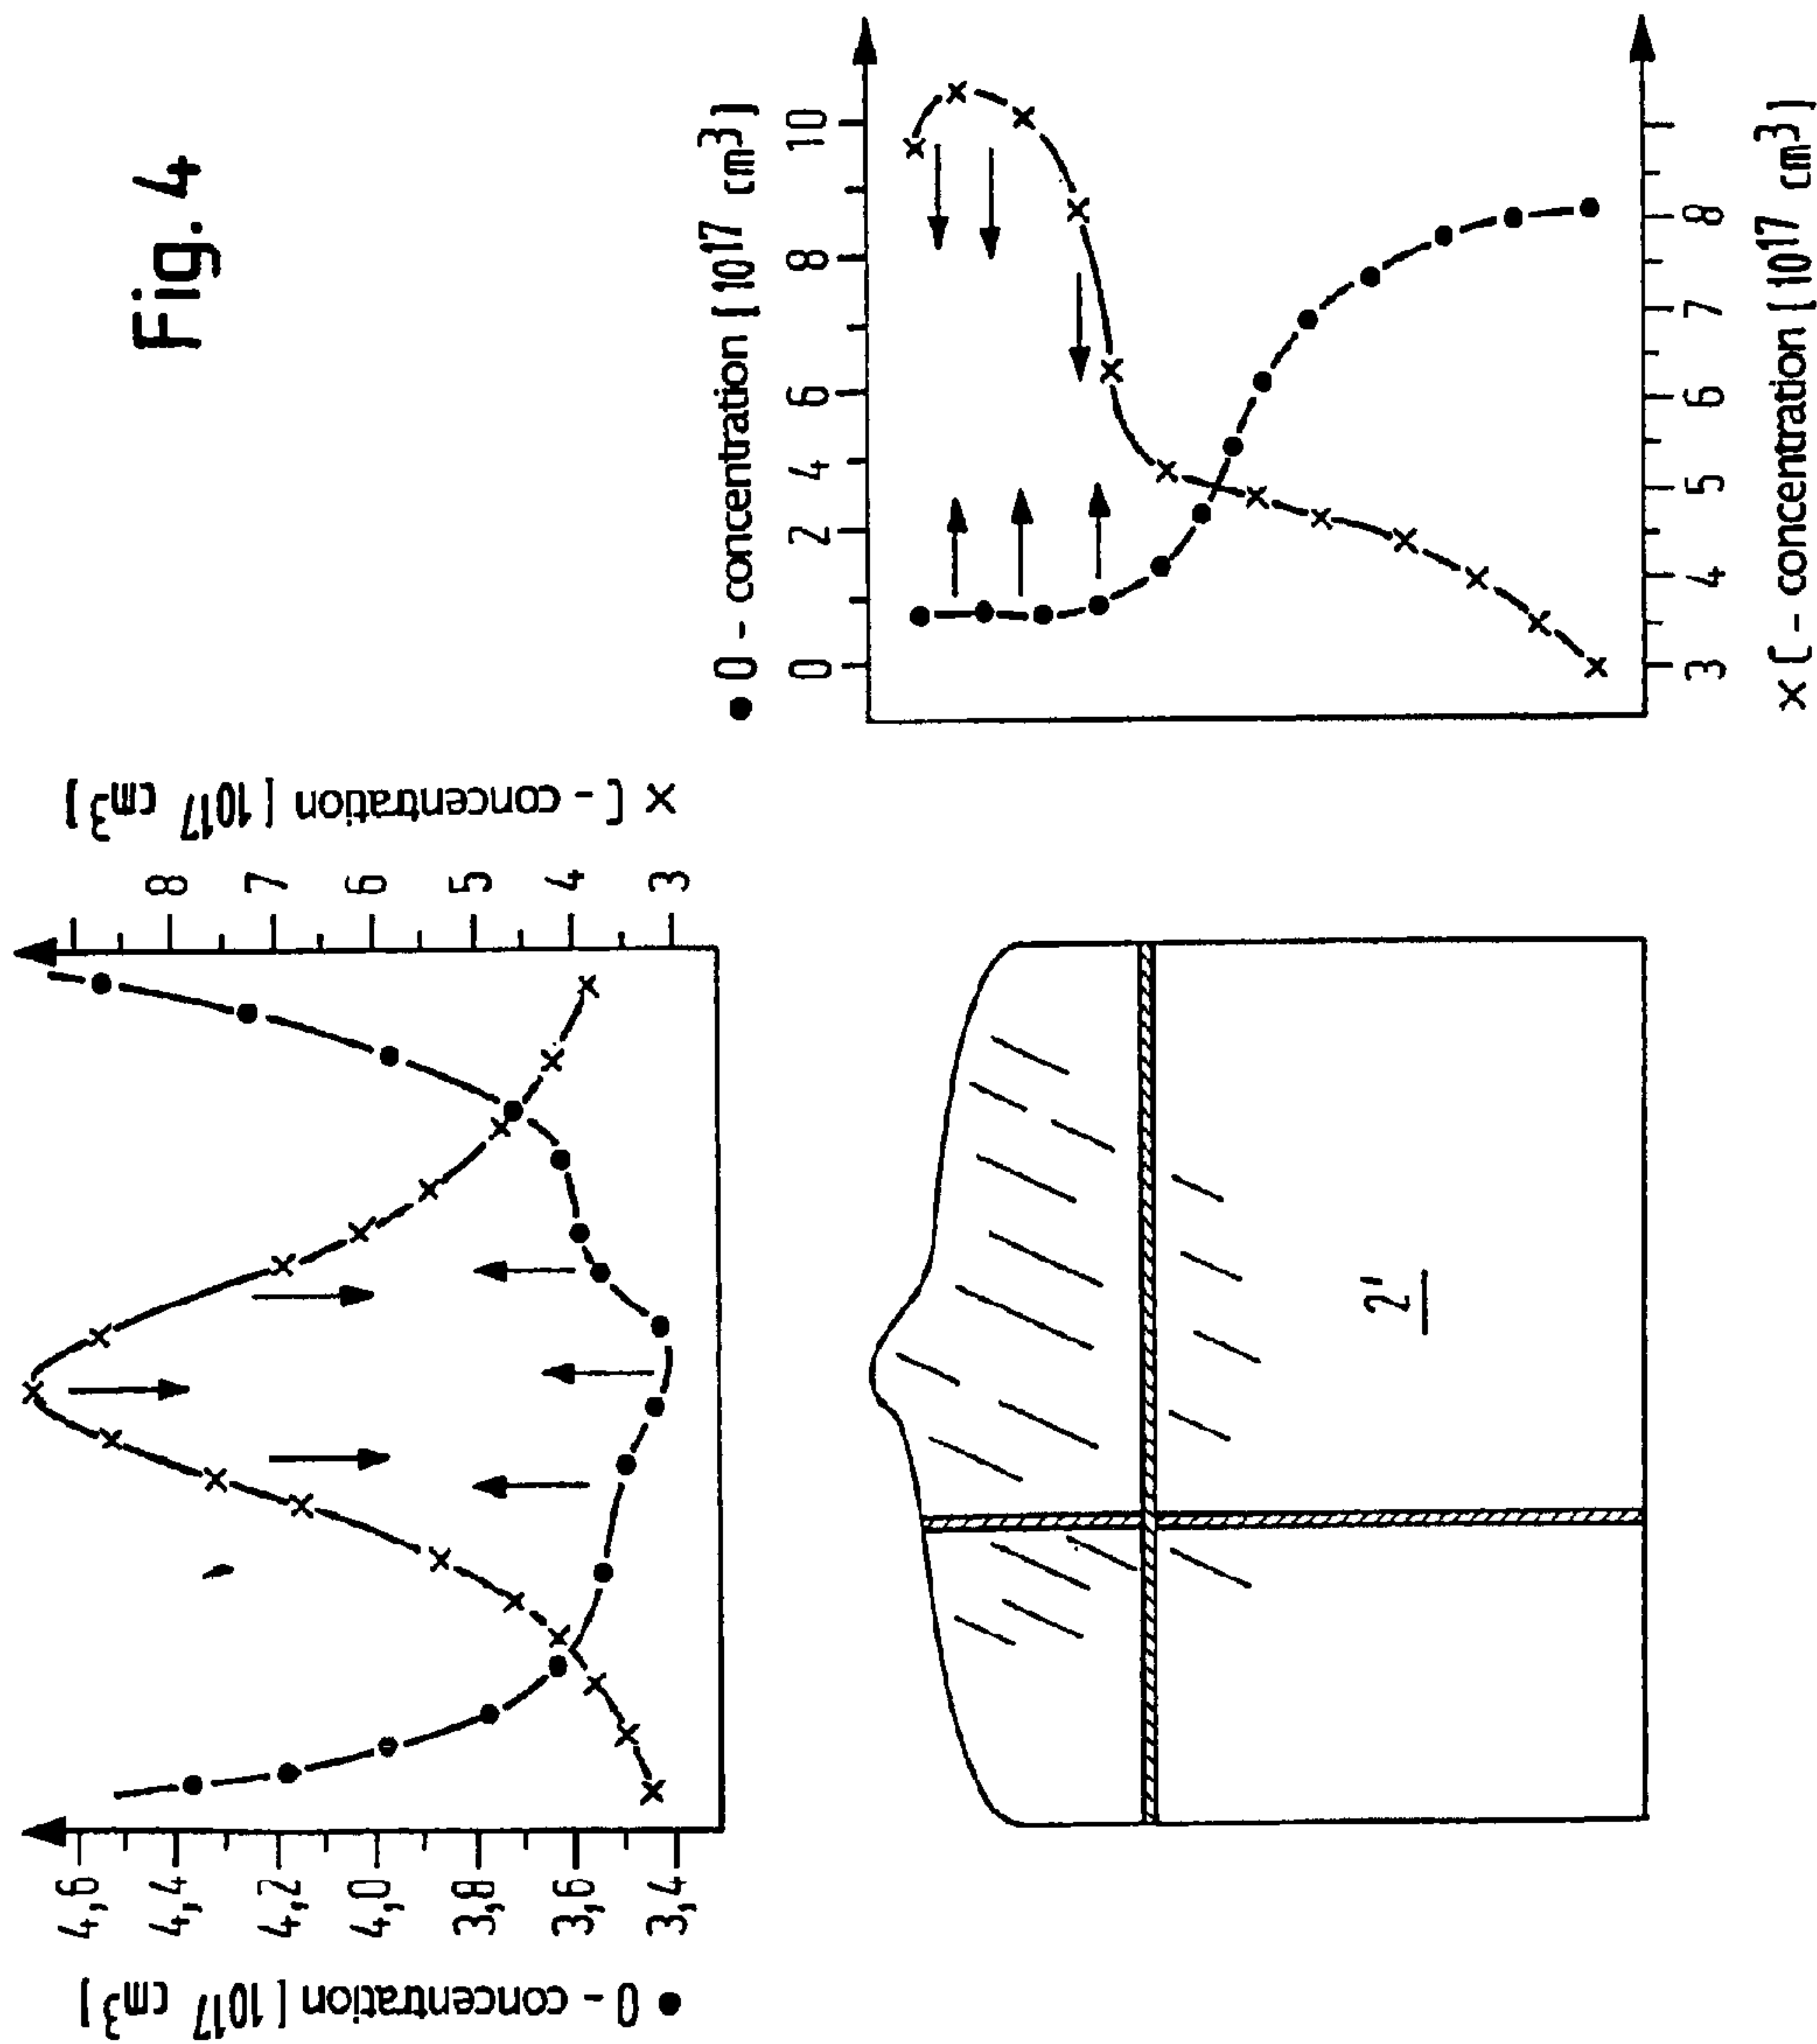 Fig. 4
● O - concentration [10¹⁷ cm³]
4,6
4,4
4,2
4,0
3,8
3,6
3,4
× C - concentration [10¹⁷ cm³]
8
7
6
5
4
3
● O - concentration [10¹⁷ cm³]
0 2 4 6 8 10
2'
3 4 5 6 7 8
× C - concentration [10¹⁷ cm³]